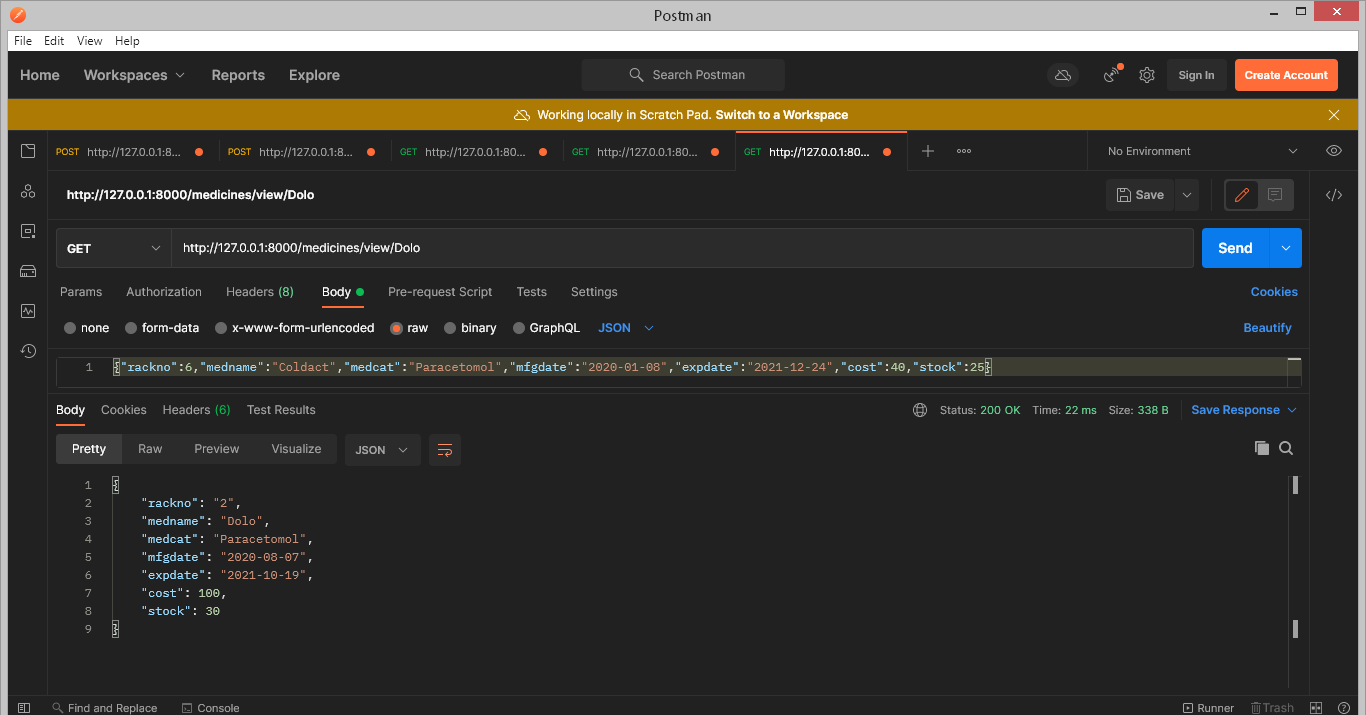 Postman
File Edit View Help
Home Workspaces Reports Explore Search Postman Sign In Create Account
Working locally in Scratch Pad. Switch to a Workspace
POST http://127.0.0.1:8... POST http://127.0.0.1:8... GET http://127.0.0.1:80... GET http://127.0.0.1:80... GET http://127.0.0.1:80... + ooo No Environment
http://127.0.0.1:8000/medicines/view/Dolo Save </>
GET http://127.0.0.1:8000/medicines/view/Dolo Send
Params Authorization Headers (8) Body Pre-request Script Tests Settings Cookies
none form-data x-www-form-urlencoded raw binary GraphQL JSON Beautify
1 {"rackno":6,"medname":"Coldact","medcat":"Paracetomol","mfgdate":"2020-01-08","expdate":"2021-12-24","cost":40,"stock":25}
Body Cookies Headers (6) Test Results Status: 200 OK Time: 22 ms Size: 338 B Save Response
Pretty Raw Preview Visualize JSON
1 {
2 "rackno": "2",
3 "medname": "Dolo",
4 "medcat": "Paracetomol",
5 "mfgdate": "2020-08-07",
6 "expdate": "2021-10-19",
7 "cost": 100,
8 "stock": 30
9 }
Find and Replace Console Runner Trash